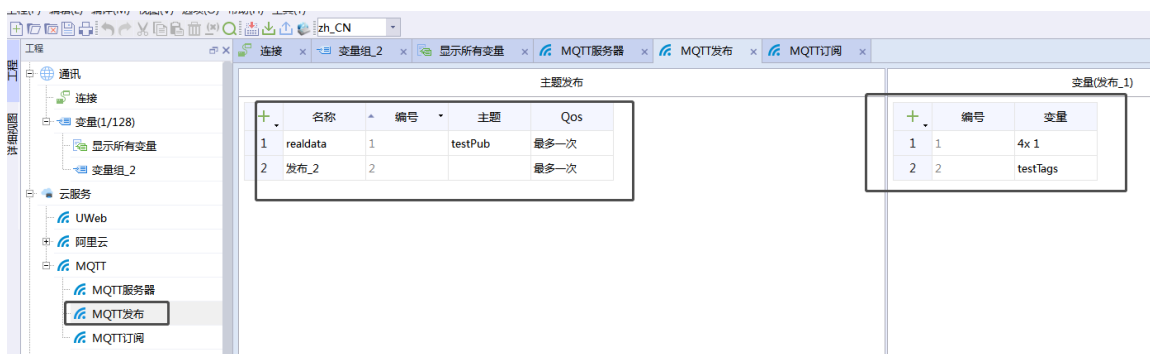 zh_CN
工程
连接
变量组_2
显示所有变量
MQTT服务器
MQTT发布
MQTT订阅
工程
通讯
连接
变量(1/128)
显示所有变量
变量组_2
云服务
UWeb
阿里云
MQTT
MQTT服务器
MQTT发布
MQTT订阅
主题发布
名称 编号 主题 Qos
1 realdata 1 testPub 最多一次
2 发布_2 2 最多一次
变量(发布_1)
编号 变量
1 1 4x 1
2 2 testTags